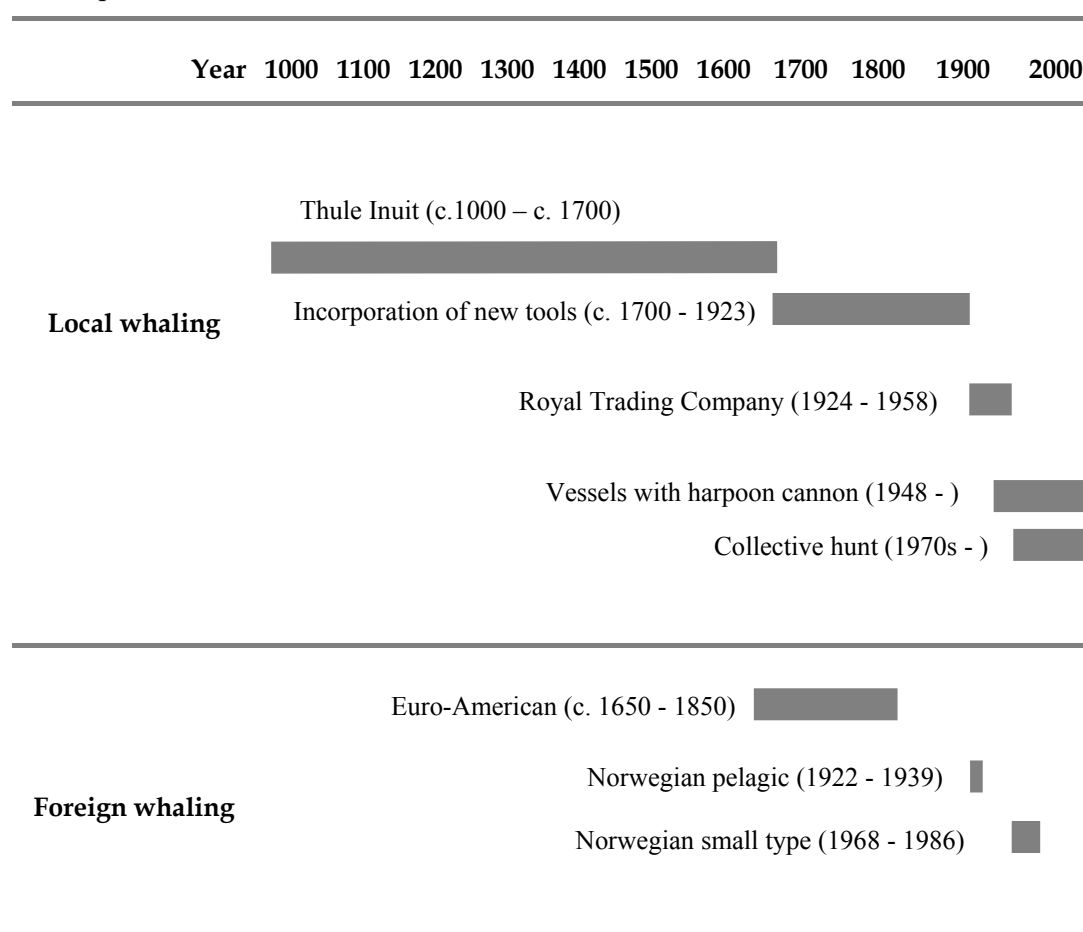 Year 1000 1100 1200 1300 1400 1500 1600 1700 1800 1900 2000
Thule Inuit (c.1000 – c. 1700)
Local whaling
Incorporation of new tools (c. 1700 - 1923)
Royal Trading Company (1924 - 1958)
Vessels with harpoon cannon (1948 - )
Collective hunt (1970s - )
Euro-American (c. 1650 - 1850)
Norwegian pelagic (1922 - 1939)
Foreign whaling
Norwegian small type (1968 - 1986)